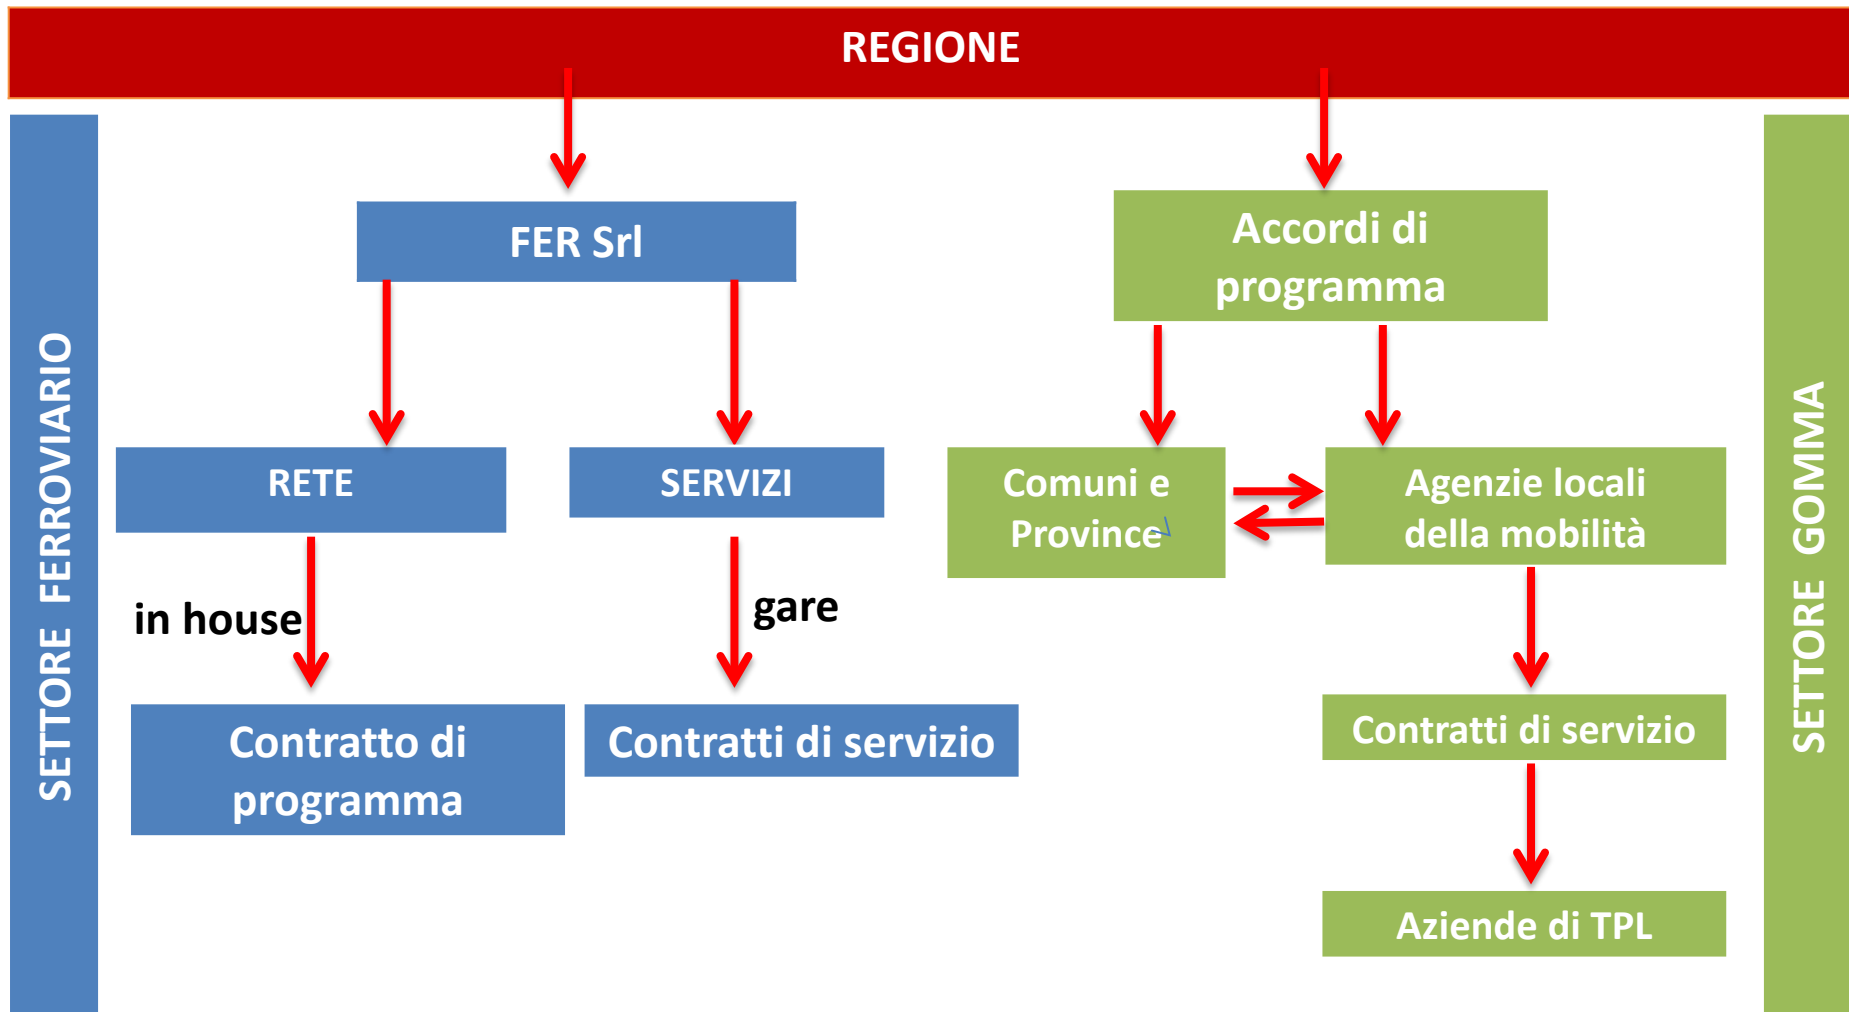 REGIONE
SETTORE FERROVIARIO
FER Srl
Accordi di
programma
RETE
SERVIZI
Comuni e
Province
Agenzie locali
della mobilità
in house
gare
Contratto di
programma
Contratti di servizio
Contratti di servizio
Aziende di TPL
SETTORE GOMMA